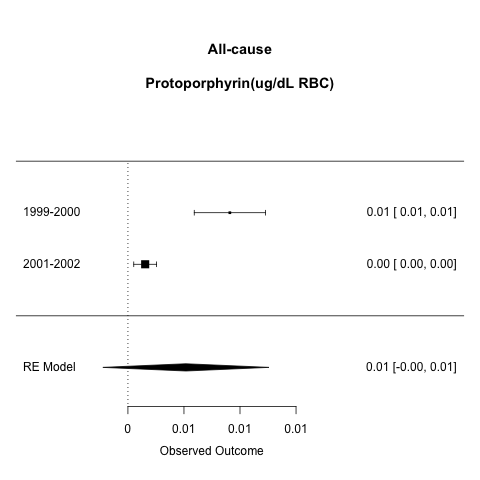 All-cause
Protoporphyrin(ug/dL RBC)
1999-2000 0.01 [ 0.01, 0.01]
2001-2002 0.00 [ 0.00, 0.00]
RE Model 0.01 [-0.00, 0.01]
0 0.01 0.01 0.01
Observed Outcome